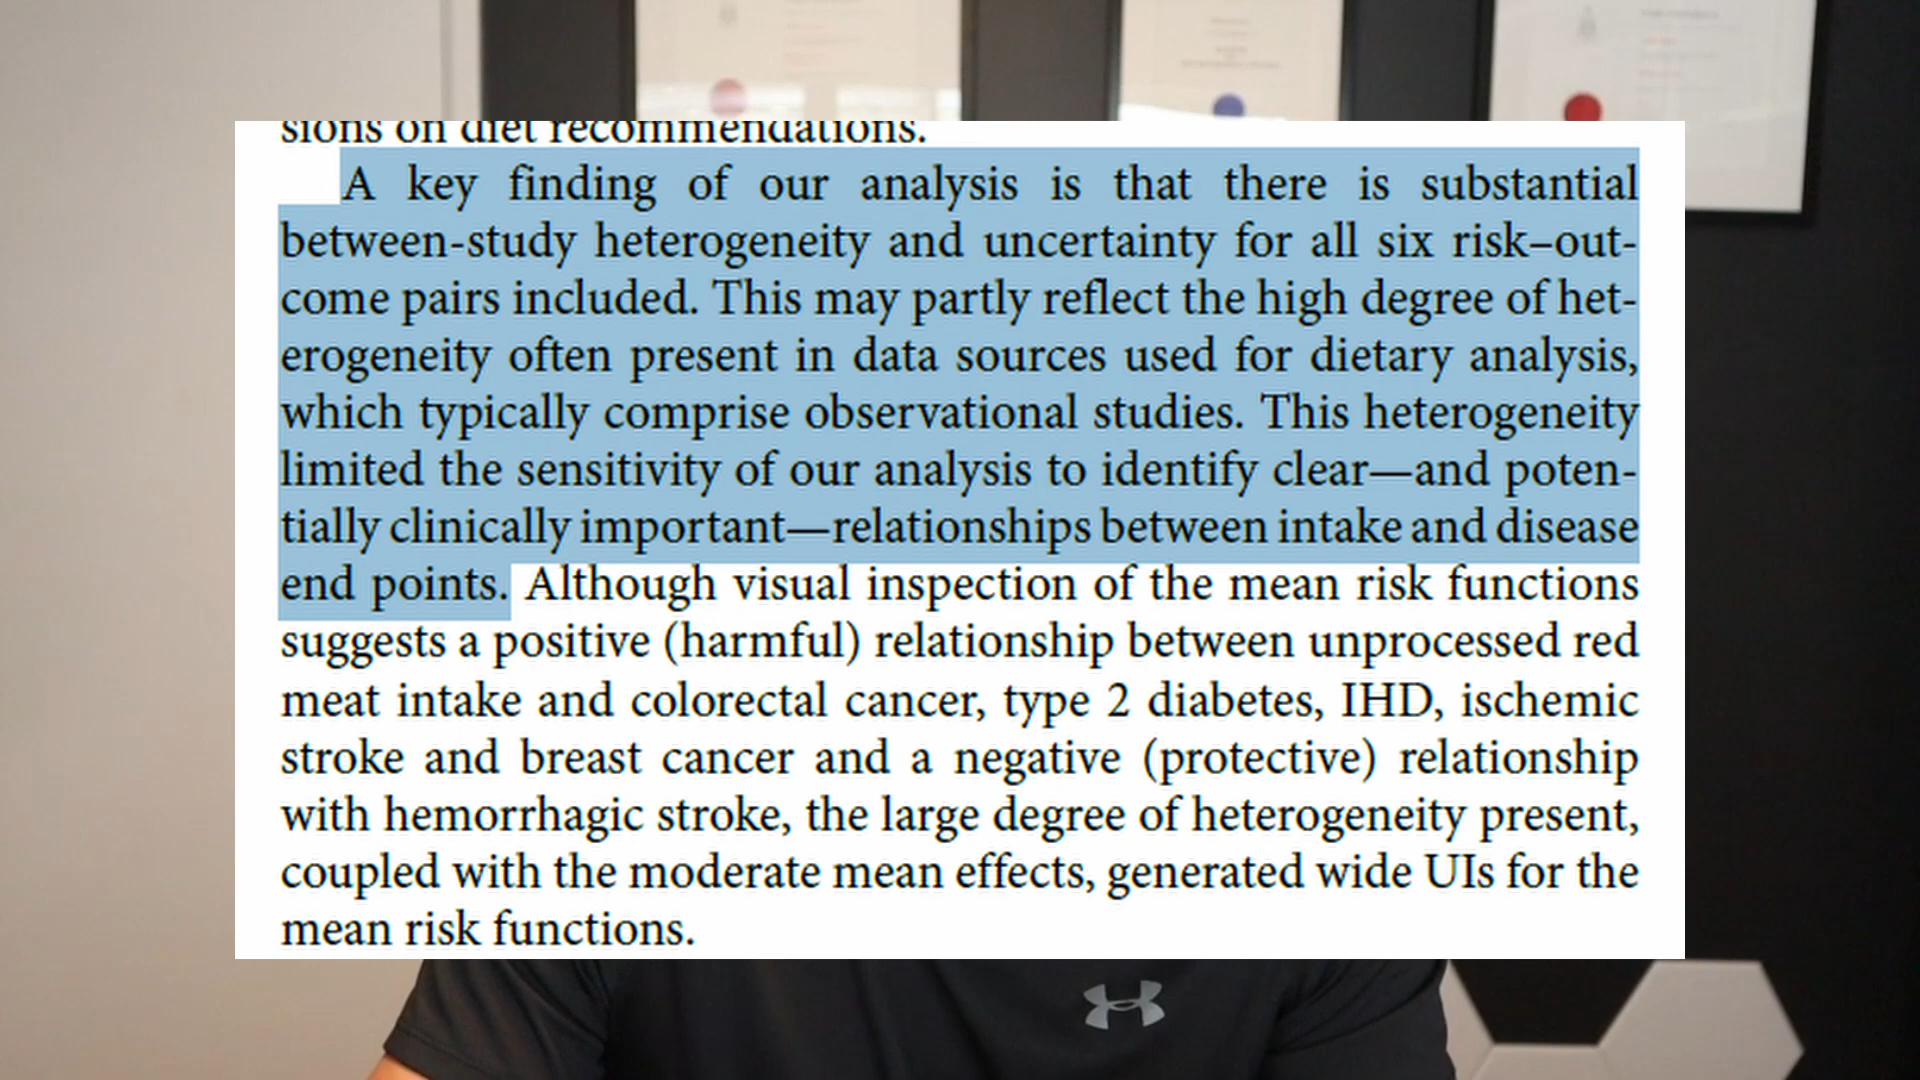 sions on diet recommendations.
A key finding of our analysis is that there is substantial
between-study heterogeneity and uncertainty for all six risk–out-
come pairs included. This may partly reflect the high degree of het-
erogeneity often present in data sources used for dietary analysis,
which typically comprise observational studies. This heterogeneity
limited the sensitivity of our analysis to identify clear—and poten-
tially clinically important—relationships between intake and disease
end points. Although visual inspection of the mean risk functions
suggests a positive (harmful) relationship between unprocessed red
meat intake and colorectal cancer, type 2 diabetes, IHD, ischemic
stroke and breast cancer and a negative (protective) relationship
with hemorrhagic stroke, the large degree of heterogeneity present,
coupled with the moderate mean effects, generated wide UIs for the
mean risk functions.